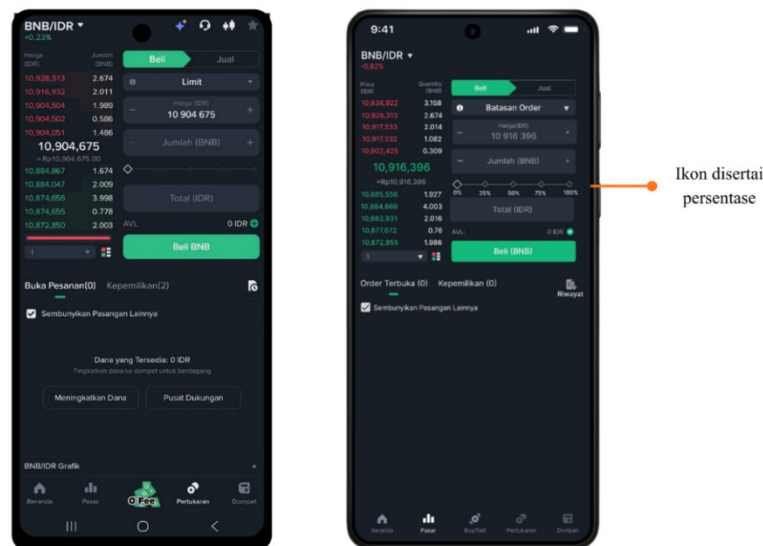 BNB/IDR
+0.23%
Harga (IDR) Jumlah (BNB)
10,928,313 2.674
10,916,932 2.011
10,904,504 1.989
10,904,502 0.586
10,904,051 1.486
10,904,675
≈ Rp10,904,675.00
10,884,867 1.674
10,884,047 2.009
10,874,656 3.998
10,874,655 0.778
10,872,850 2.003
1
Beli Jual
Limit
Harga (IDR)
10 904 675
Jumlah (BNB)
Total (IDR)
AVL 0 IDR
Beli BNB
Buka Pesanan(0) Kepemilikan(2)
Sembunyikan Pasangan Lainnya
Dana yang Tersedia: 0 IDR
Tingkatkan dana ke dompet untuk berdagang
Meningkatkan Dana Pusat Dukungan
BNB/IDR Grafik
Beranda Pasar 0 Fee Pertukaran Dompet
9:41
BNB/IDR
-0.82%
Price (IDR) Quantity (BNB)
10,938,922 3.158
10,929,313 2.674
10,917,333 2.014
10,917,332 1.082
10,902,425 0.309
10,916,396
≈Rp10,916,396
10,885,556 1.927
10,884,669 4.003
10,883,931 2.016
10,877,672 0.76
10,872,955 1.986
1
Beli Jual
Batasan Order
Harga(IDR)
10 916 396
Jumlah (BNB)
0% 25% 50% 75% 100%
Total (IDR)
AVL: 0 IDR
Beli (BNB)
Order Terbuka (0) Kepemilikan (0)
Riwayat
Sembunyikan Pasangan Lainnya
Beranda Pasar Buy/Sell Pertukaran Dompet
Ikon disertai
persentase